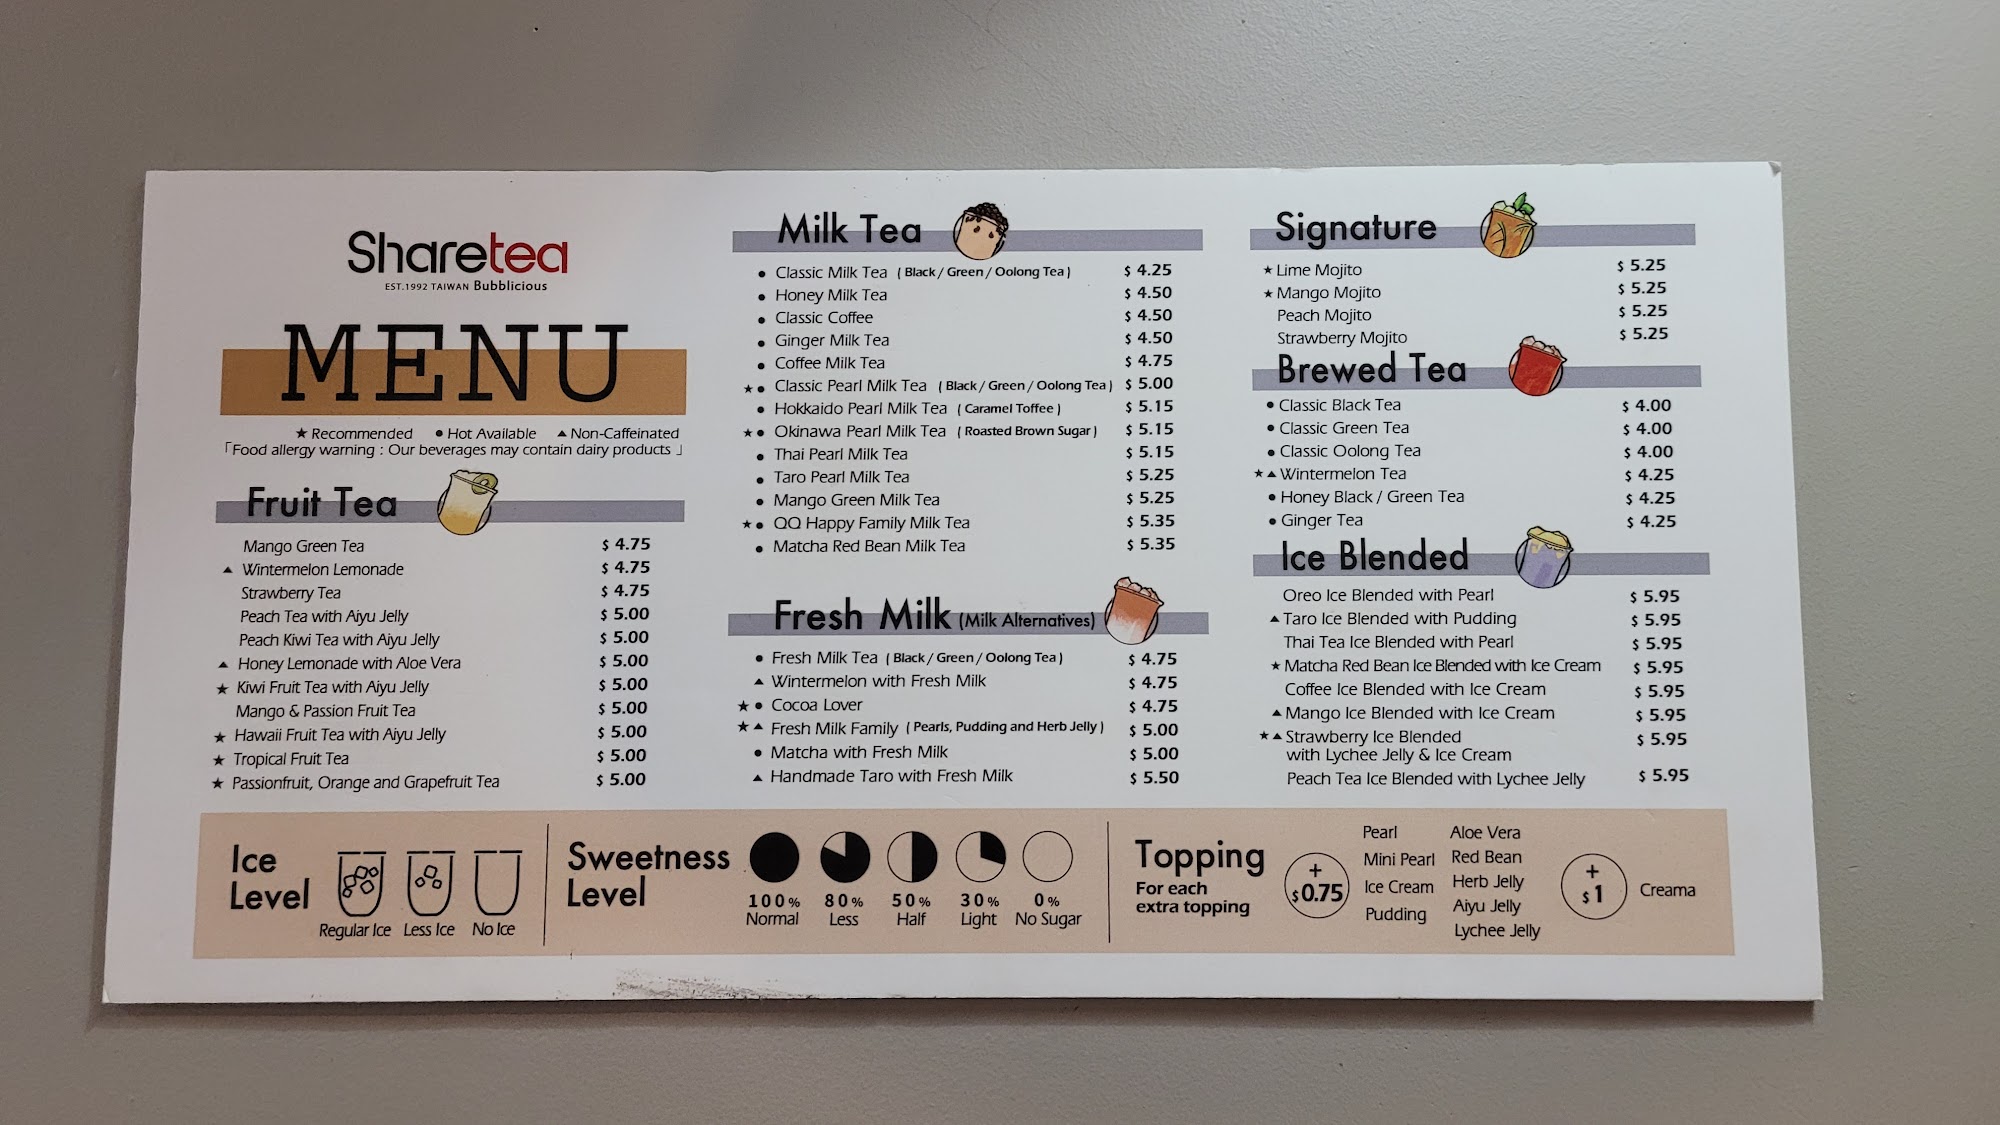 Sharetea
EST.1992 TAIWAN Bubblicious
MENU
★ Recommended ● Hot Available ▲ Non-Caffeinated
「Food allergy warning : Our beverages may contain dairy products 」
Fruit Tea
Mango Green Tea $ 4.75
▲ Wintermelon Lemonade $ 4.75
Strawberry Tea $ 4.75
Peach Tea with Aiyu Jelly $ 5.00
Peach Kiwi Tea with Aiyu Jelly $ 5.00
▲ Honey Lemonade with Aloe Vera $ 5.00
★ Kiwi Fruit Tea with Aiyu Jelly $ 5.00
Mango & Passion Fruit Tea $ 5.00
★ Hawaii Fruit Tea with Aiyu Jelly $ 5.00
★ Tropical Fruit Tea $ 5.00
★ Passionfruit, Orange and Grapefruit Tea $ 5.00
Milk Tea
● Classic Milk Tea ( Black / Green / Oolong Tea ) $ 4.25
● Honey Milk Tea $ 4.50
● Classic Coffee $ 4.50
● Ginger Milk Tea $ 4.50
● Coffee Milk Tea $ 4.75
★ ● Classic Pearl Milk Tea ( Black / Green / Oolong Tea ) $ 5.00
● Hokkaido Pearl Milk Tea ( Caramel Toffee ) $ 5.15
★ ● Okinawa Pearl Milk Tea ( Roasted Brown Sugar ) $ 5.15
● Thai Pearl Milk Tea $ 5.15
● Taro Pearl Milk Tea $ 5.25
● Mango Green Milk Tea $ 5.25
★ ● QQ Happy Family Milk Tea $ 5.35
● Matcha Red Bean Milk Tea $ 5.35
Fresh Milk (Milk Alternatives)
● Fresh Milk Tea ( Black / Green / Oolong Tea ) $ 4.75
▲ Wintermelon with Fresh Milk $ 4.75
★ ● Cocoa Lover $ 4.75
★ ▲ Fresh Milk Family ( Pearls, Pudding and Herb Jelly ) $ 5.00
● Matcha with Fresh Milk $ 5.00
▲ Handmade Taro with Fresh Milk $ 5.50
Signature
★ Lime Mojito $ 5.25
★ Mango Mojito $ 5.25
Peach Mojito $ 5.25
Strawberry Mojito $ 5.25
Brewed Tea
● Classic Black Tea $ 4.00
● Classic Green Tea $ 4.00
● Classic Oolong Tea $ 4.00
★ ▲ Wintermelon Tea $ 4.25
● Honey Black / Green Tea $ 4.25
● Ginger Tea $ 4.25
Ice Blended
Oreo Ice Blended with Pearl $ 5.95
▲ Taro Ice Blended with Pudding $ 5.95
Thai Tea Ice Blended with Pearl $ 5.95
★ Matcha Red Bean Ice Blended with Ice Cream $ 5.95
Coffee Ice Blended with Ice Cream $ 5.95
▲ Mango Ice Blended with Ice Cream $ 5.95
★ ▲ Strawberry Ice Blended $ 5.95
with Lychee Jelly & Ice Cream
Peach Tea Ice Blended with Lychee Jelly $ 5.95
Ice
Level
Regular Ice Less Ice No Ice
Sweetness
Level
100% 80% 50% 30% 0%
Normal Less Half Light No Sugar
Topping
For each
extra topping
+
$0.75
Pearl
Mini Pearl
Ice Cream
Pudding
Aloe Vera
Red Bean
Herb Jelly
Aiyu Jelly
Lychee Jelly
+
$1
Creama